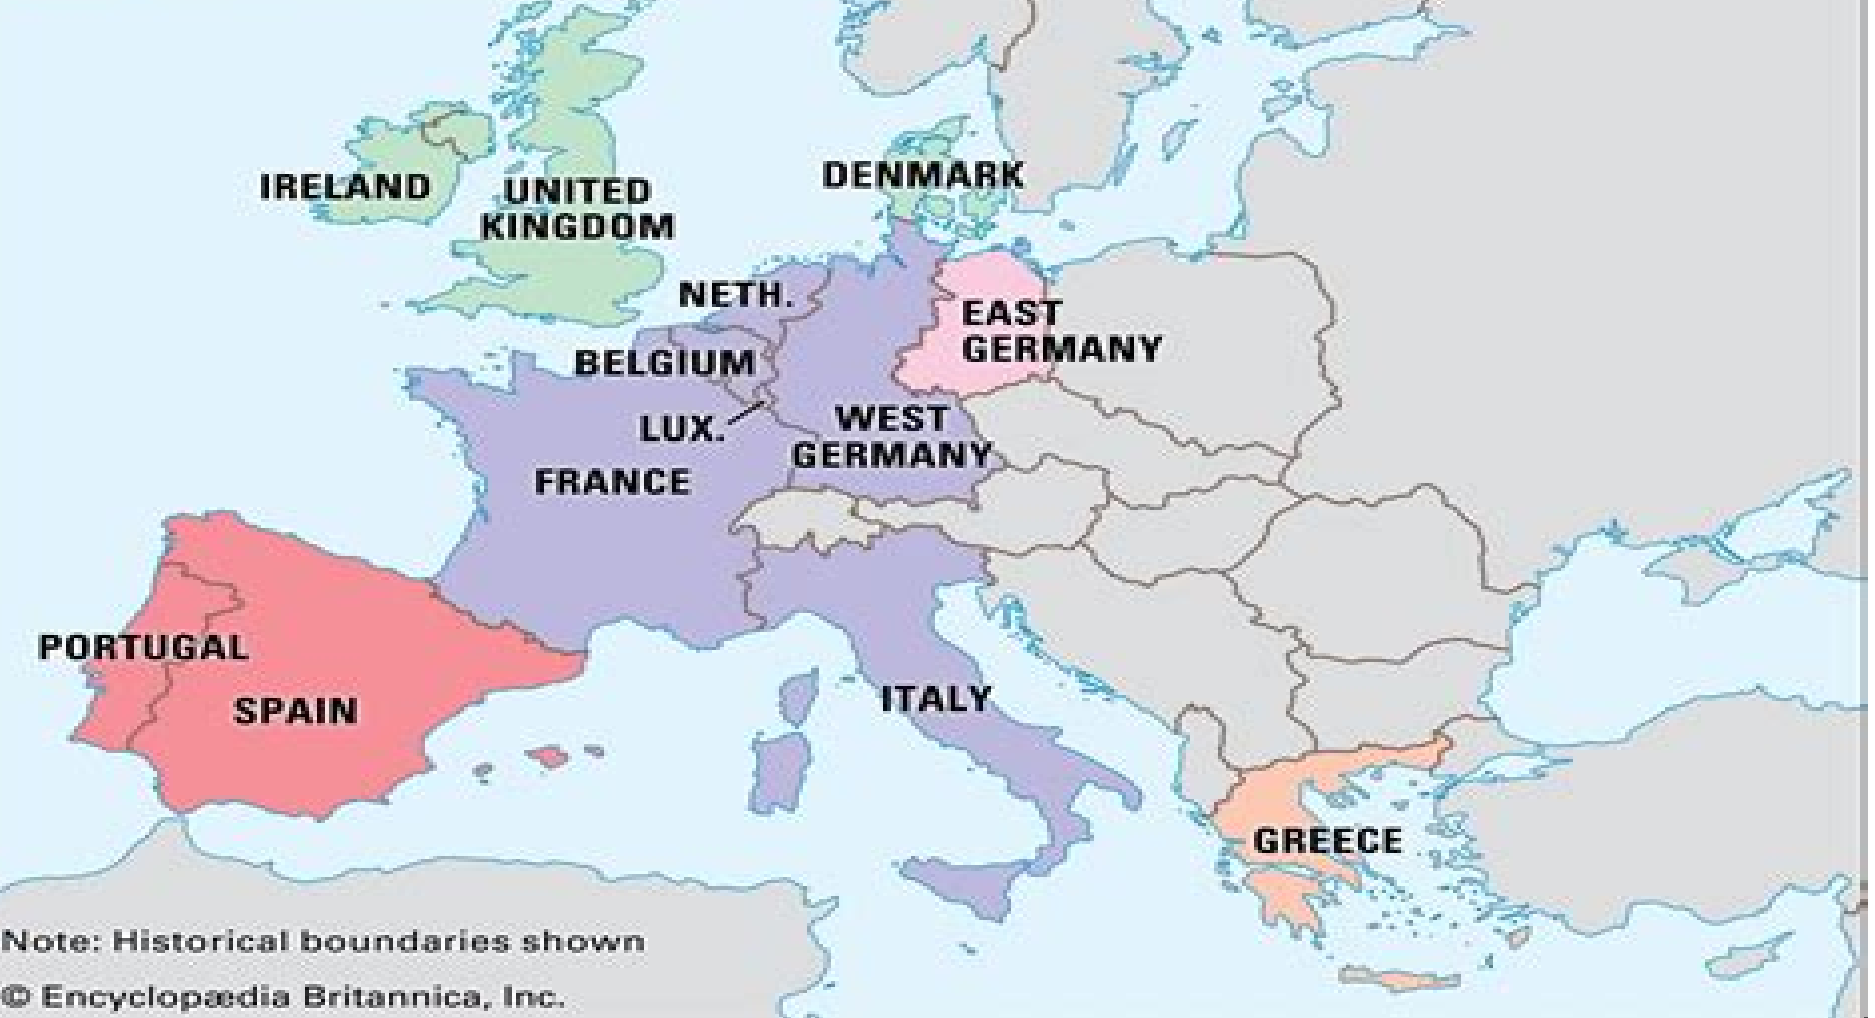 IRELAND
UNITED
KINGDOM
DENMARK
NETH.
EAST
GERMANY
BELGIUM
LUX.
WEST
GERMANY
FRANCE
PORTUGAL
SPAIN
ITALY
GREECE
Note: Historical boundaries shown
© Encyclopædia Britannica, Inc.